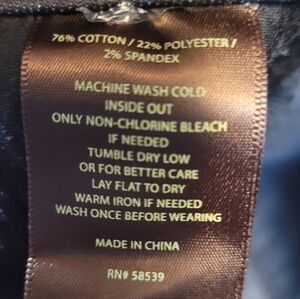 76% COTTON / 22% POLYESTER /
2% SPANDEX
MACHINE WASH COLD
INSIDE OUT
ONLY NON-CHLORINE BLEACH
IF NEEDED
TUMBLE DRY LOW
OR FOR BETTER CARE
LAY FLAT TO DRY
WARM IRON IF NEEDED
WASH ONCE BEFORE WEARING
MADE IN CHINA
RN# 58539